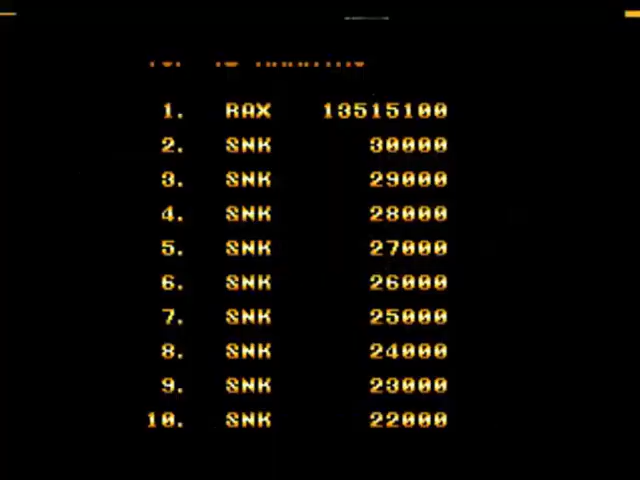 1. RAX 13515100
2. SNK 30000
3. SNK 29000
4. SNK 28000
5. SNK 27000
6. SNK 26000
7. SNK 25000
8. SNK 24000
9. SNK 23000
10. SNK 22000